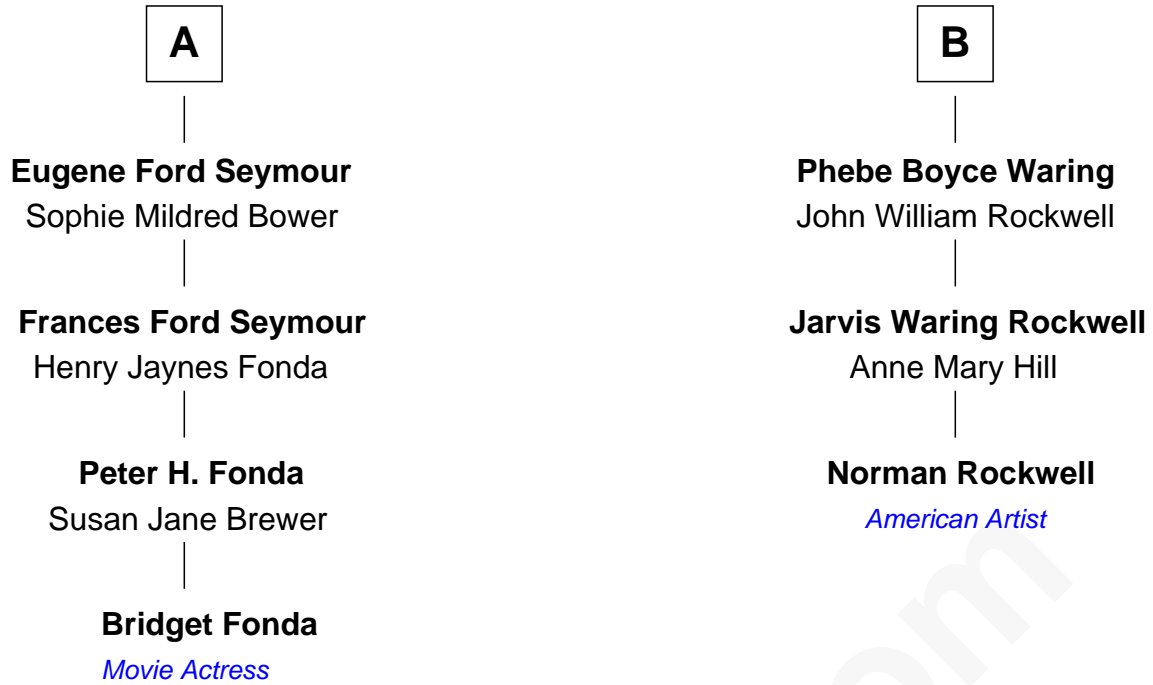 A
Eugene Ford Seymour
Sophie Mildred Bower
Frances Ford Seymour
Henry Jaynes Fonda
Peter H. Fonda
Susan Jane Brewer
Bridget Fonda
Movie Actress
B
Phebe Boyce Waring
John William Rockwell
Jarvis Waring Rockwell
Anne Mary Hill
Norman Rockwell
American Artist
om